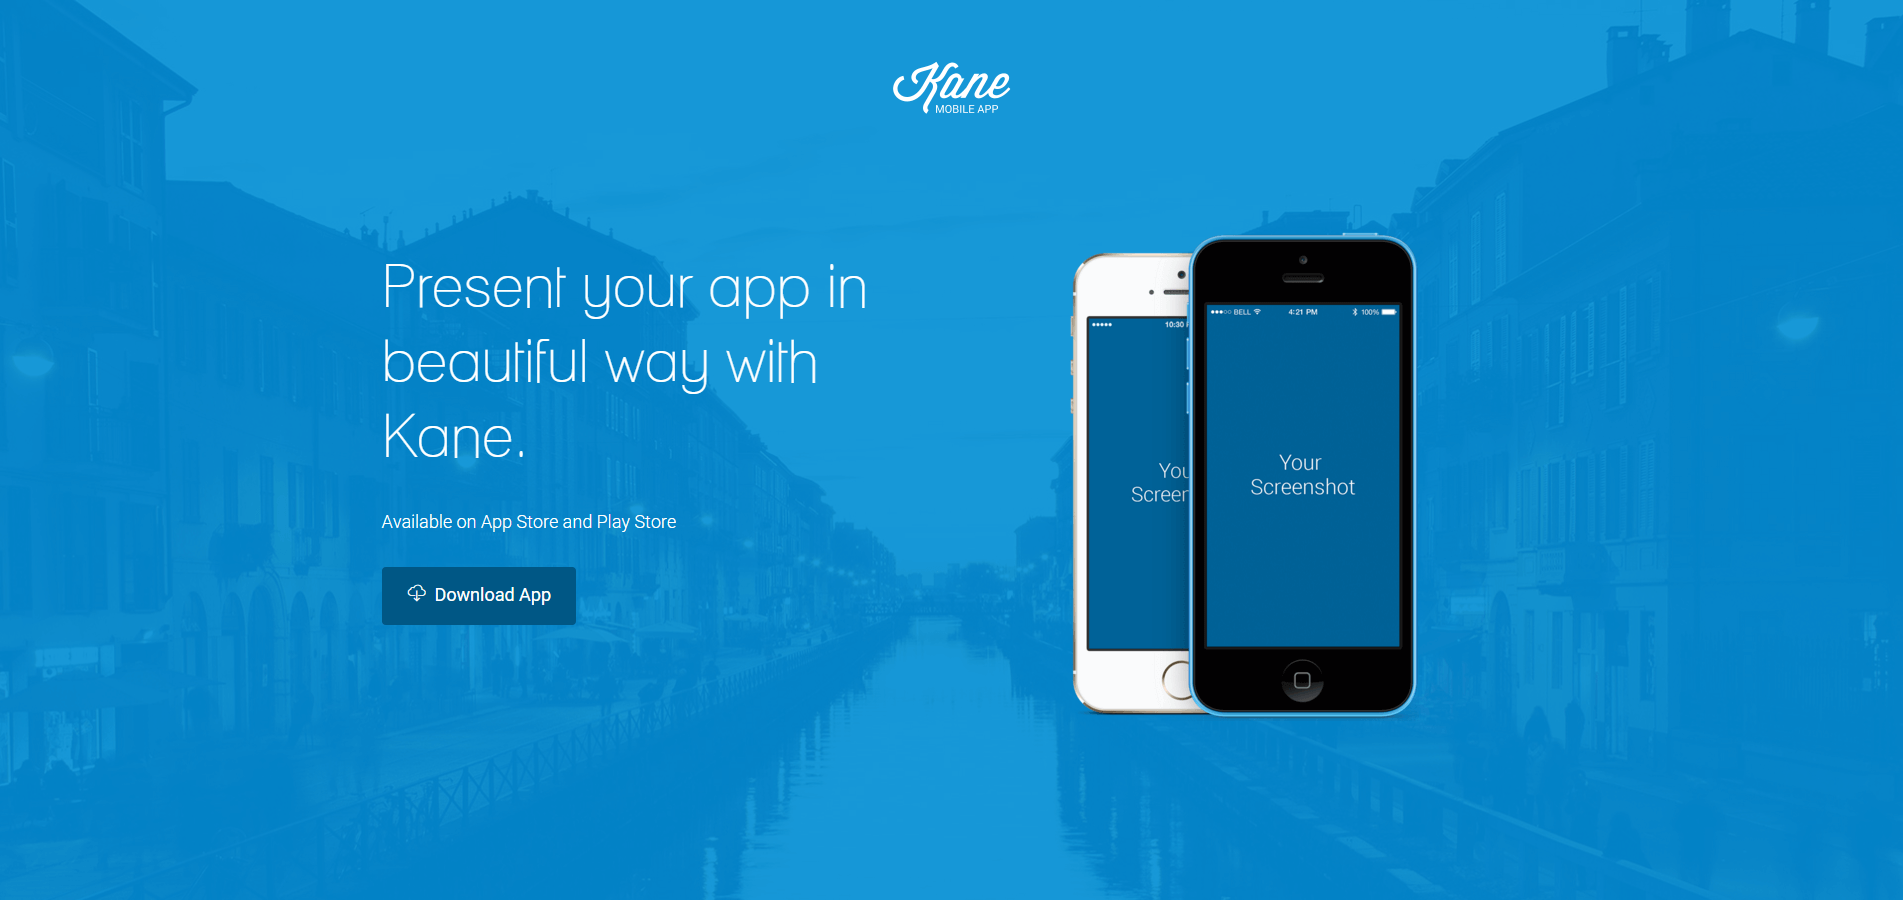 Kane
MOBILE APP
Present your app in
beautiful way with
Kane.
Available on App Store and Play Store
Download App
10:30
You
Screen
BELL
4:21 PM
100%
Your
Screenshot